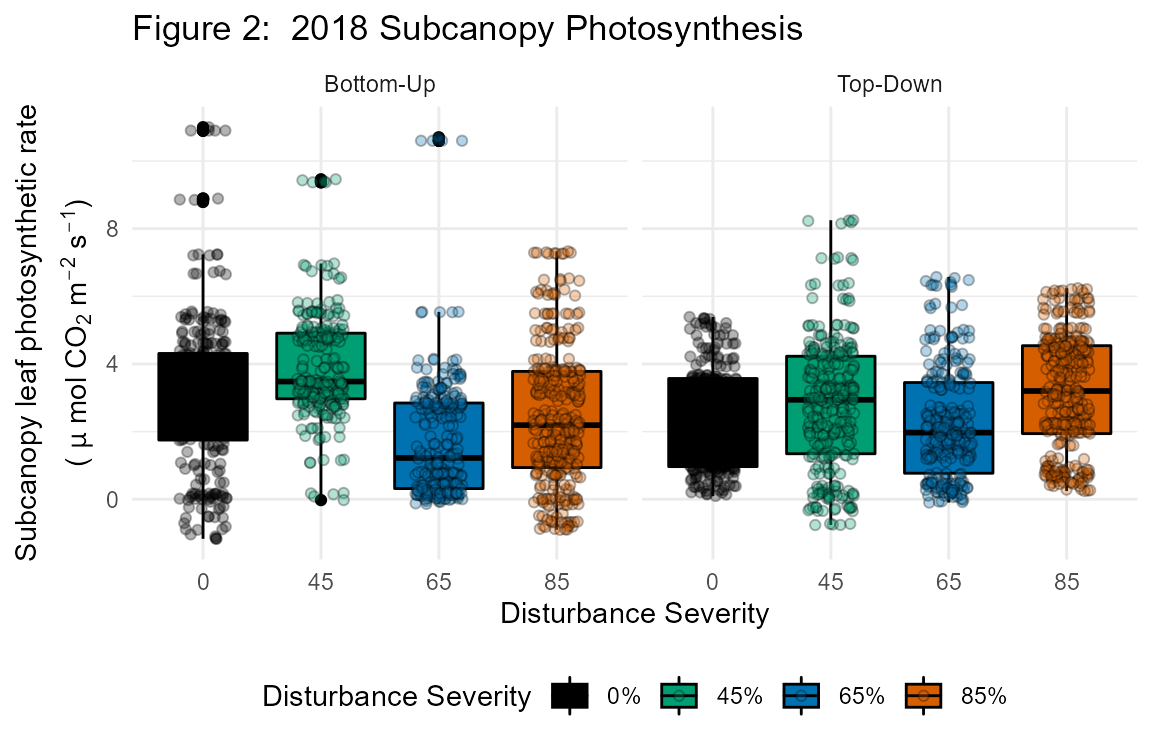 Figure 2:  2018 Subcanopy Photosynthesis
Bottom-Up
Top-Down
Subcanopy leaf photosynthetic rate
( μ mol CO₂ m⁻² s⁻¹)
8
4
0
0 45 65 85
0 45 65 85
Disturbance Severity
Disturbance Severity 0% 45% 65% 85%